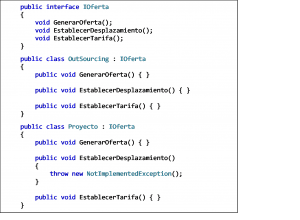 public interface IOferta
{
void GenerarOferta();
void EstablecerDesplazamiento();
void EstablecerTarifa();
}
public class OutSourcing : IOferta
{
public void GenerarOferta() { }
public void EstablecerDesplazamiento() { }
public void EstablecerTarifa() { }
}
public class Proyecto : IOferta
{
public void GenerarOferta() { }
public void EstablecerDesplazamiento()
{
throw new NotImplementedException();
}
public void EstablecerTarifa() { }
}